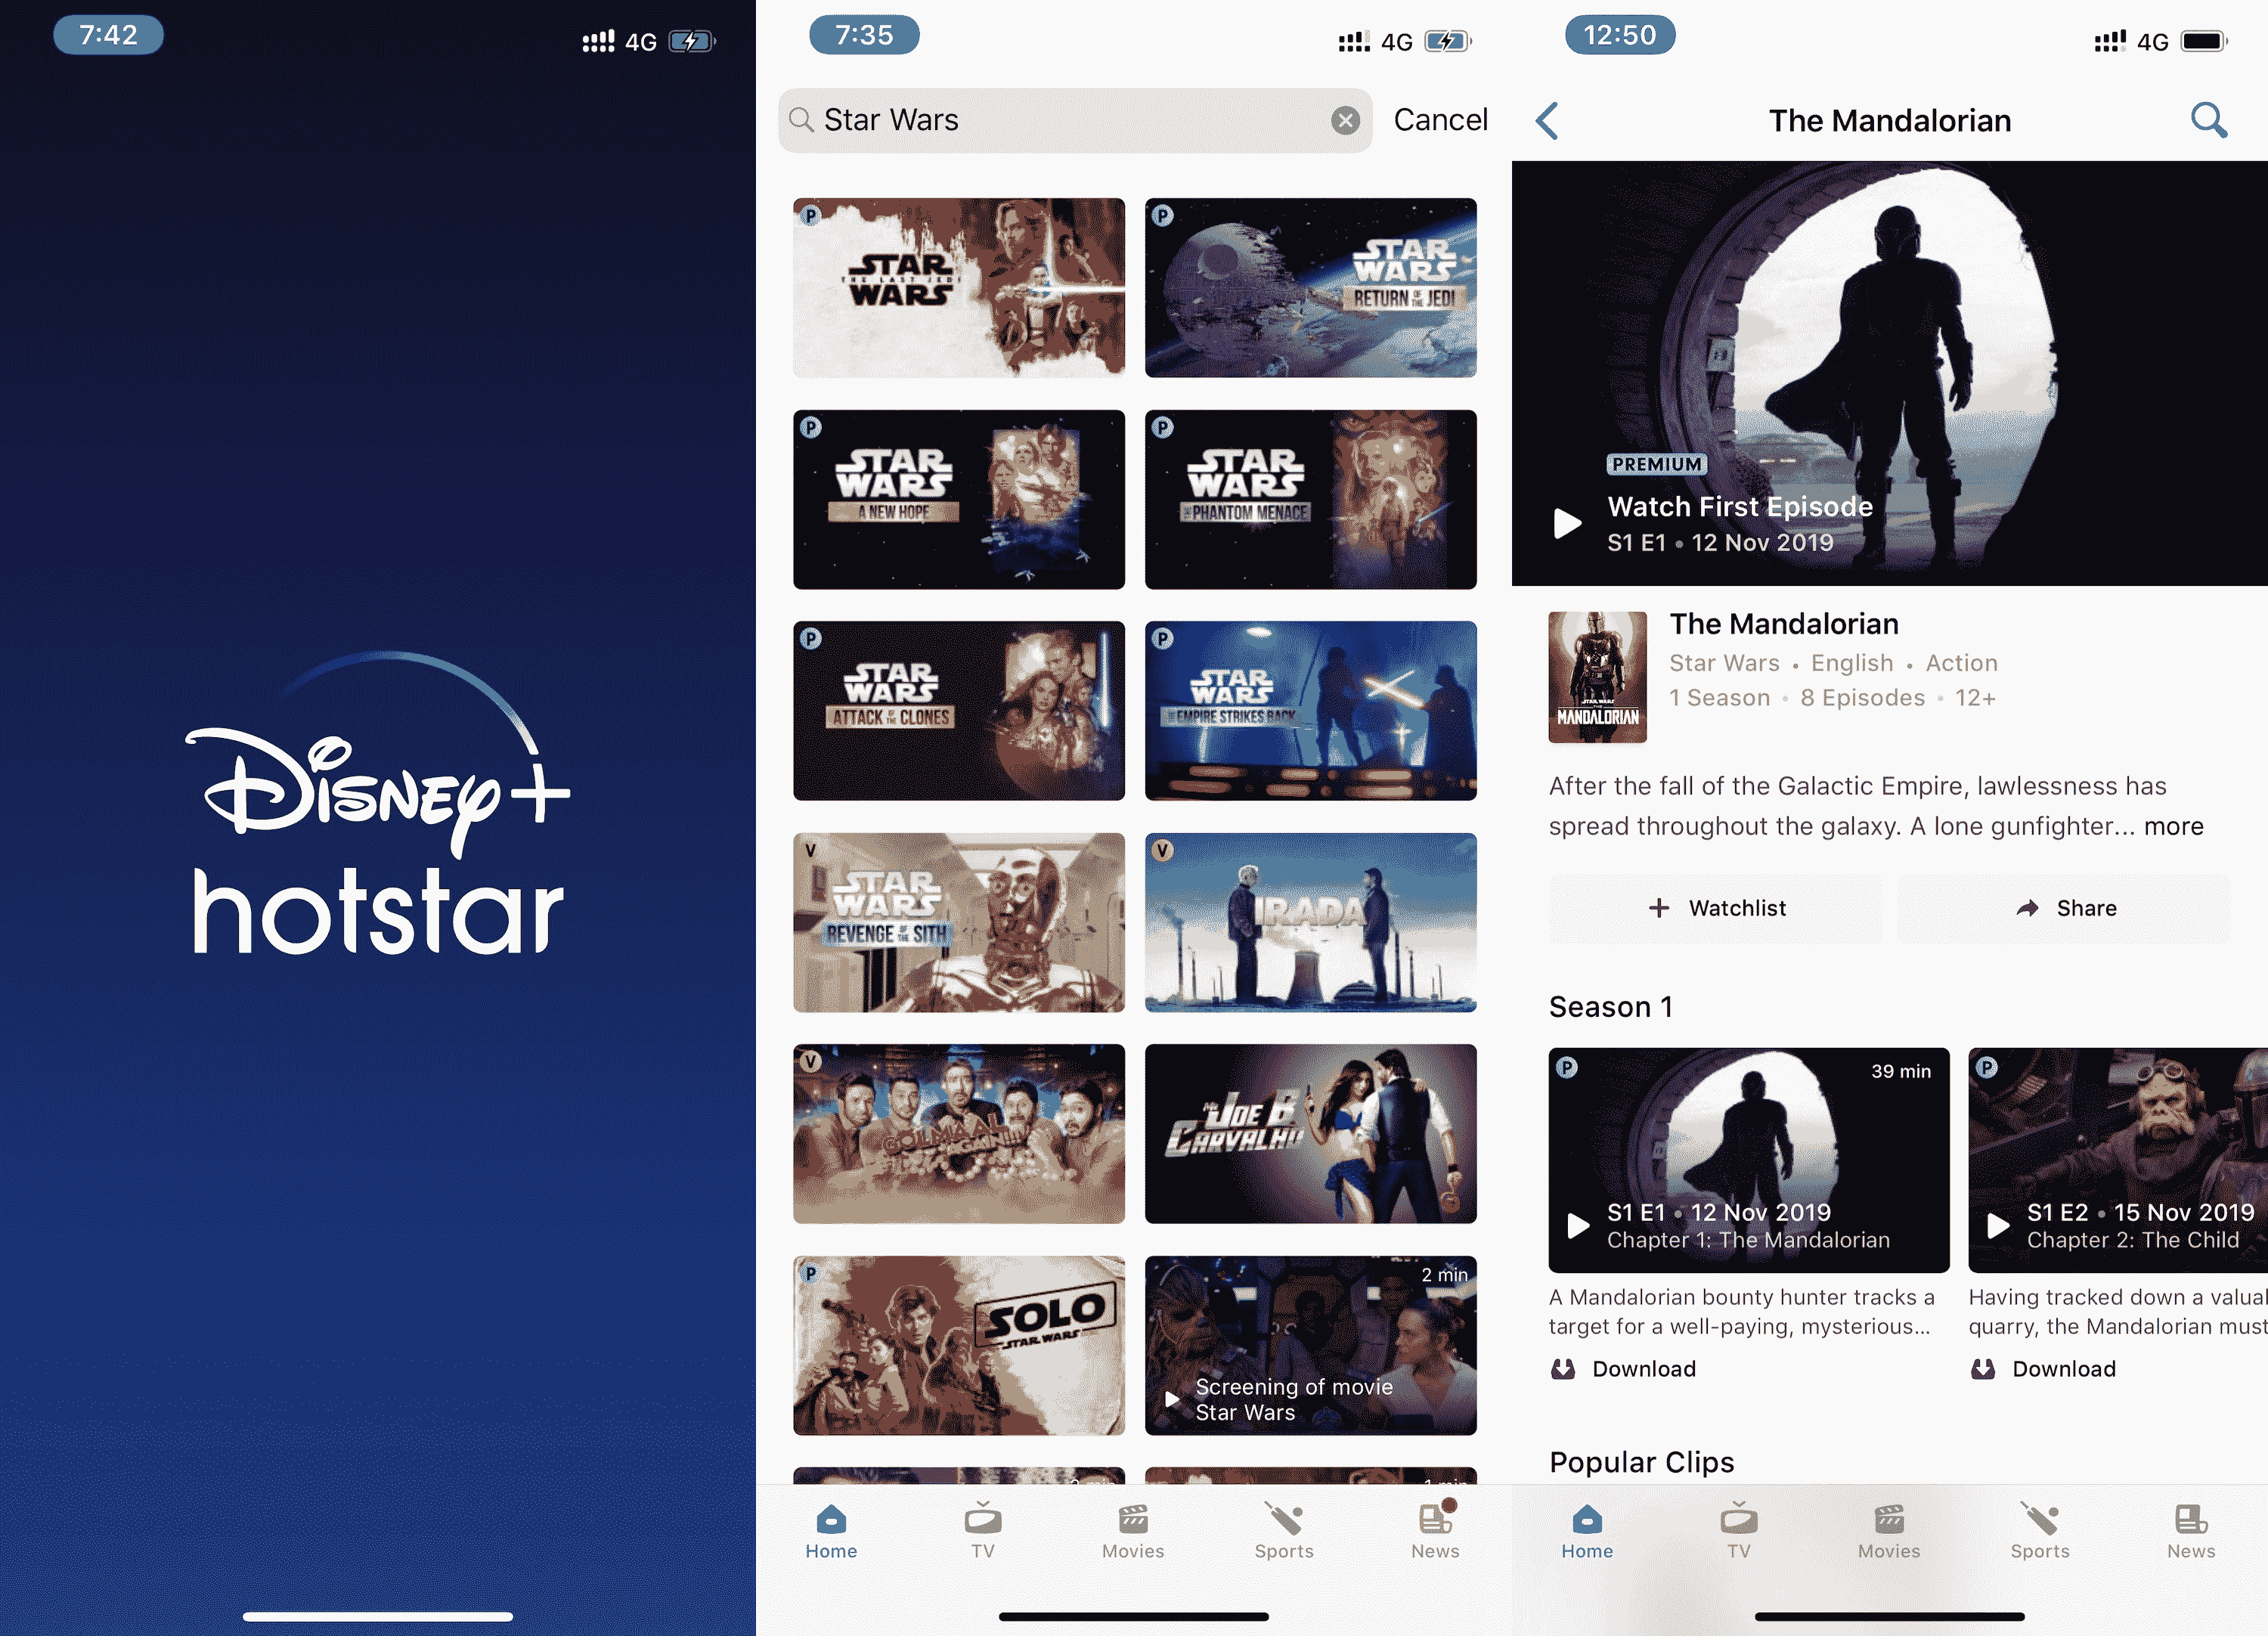 7:42
4G
Disney+
hotstar
7:35
4G
Star Wars
Cancel
P
STAR
THE LAST JEDI
WARS
P
STAR
WARS
RETURN OF THE JEDI
P
STAR
WARS
A NEW HOPE
P
STAR
WARS
THE PHANTOM MENACE
P
STAR
WARS
ATTACK OF THE CLONES
P
STAR
WARS
THE EMPIRE STRIKES BACK
V
STAR
WARS
REVENGE OF THE SITH
V
IRADA
V
GOLMAAL
AGAIN!!!
MR JOE B.
CARVALHO
P
SOLO
STAR WARS
2 min
Screening of movie
Star Wars
Home
TV
Movies
Sports
News
12:50
4G
The Mandalorian
PREMIUM
Watch First Episode
S1 E1 • 12 Nov 2019
STAR WARS
THE
MANDALORIAN
The Mandalorian
Star Wars • English • Action
1 Season • 8 Episodes • 12+
After the fall of the Galactic Empire, lawlessness has
spread throughout the galaxy. A lone gunfighter... more
+ Watchlist
Share
Season 1
P
39 min
S1 E1 • 12 Nov 2019
Chapter 1: The Mandalorian
A Mandalorian bounty hunter tracks a
target for a well-paying, mysterious...
Download
P
S1 E2 • 15 Nov 2019
Chapter 2: The Child
Having tracked down a valual
quarry, the Mandalorian must
Download
Popular Clips
Home
TV
Movies
Sports
News